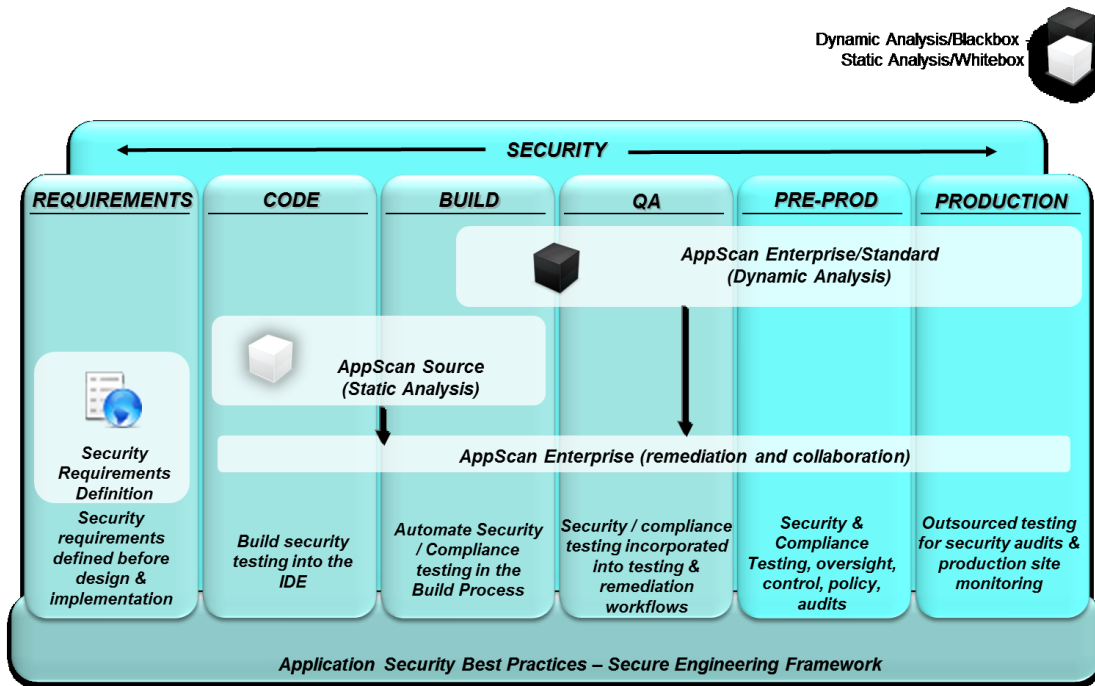 Dynamic Analysis/Blackbox
Static Analysis/Whitebox
SECURITY
REQUIREMENTS
CODE
BUILD
QA
PRE-PROD
PRODUCTION
AppScan Enterprise/Standard
(Dynamic Analysis)
AppScan Source
(Static Analysis)
Security
Requirements
Definition
AppScan Enterprise (remediation and collaboration)
Security
requirements
defined before
design &
implementation
Build security
testing into the
IDE
Automate Security
/ Compliance
testing in the
Build Process
Security / compliance
testing incorporated
into testing &
remediation
workflows
Security &
Compliance
Testing, oversight,
control, policy,
audits
Outsourced testing
for security audits &
production site
monitoring
Application Security Best Practices – Secure Engineering Framework